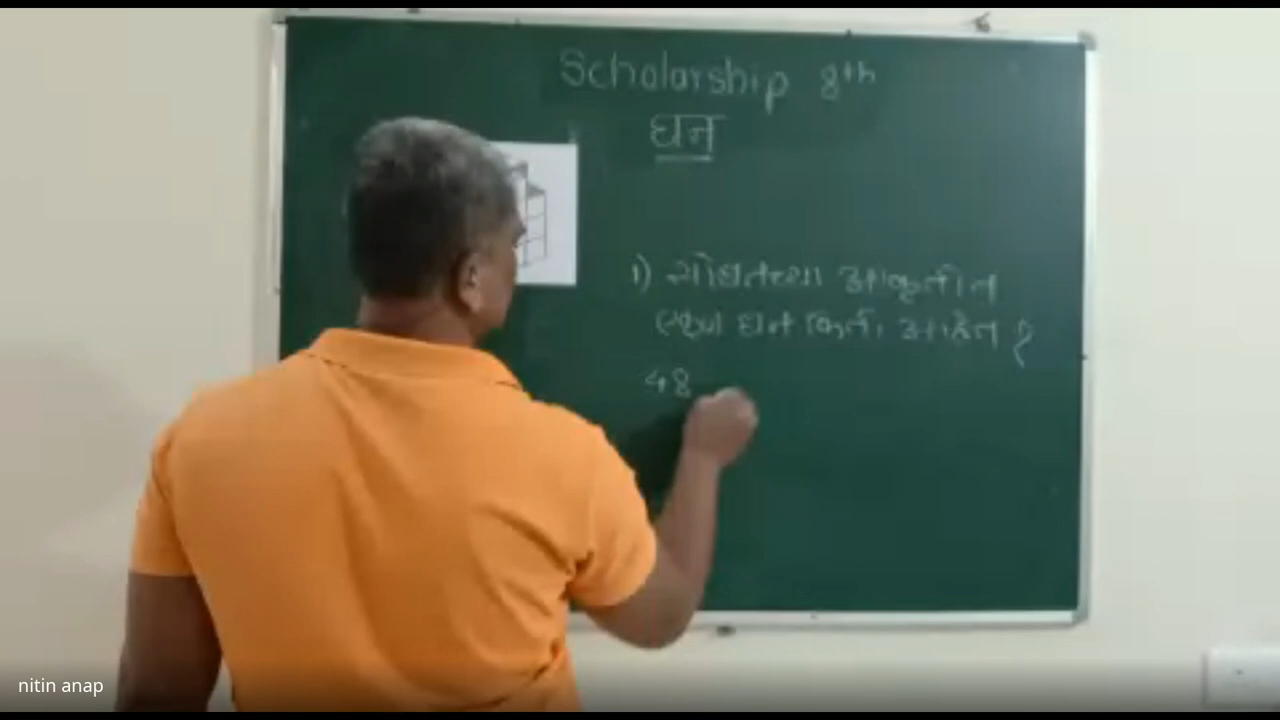 Scholarship 8th
घन
1) सोबतच्या आकृतीत
एकूण घन किती आहेत ?
48
nitin anap